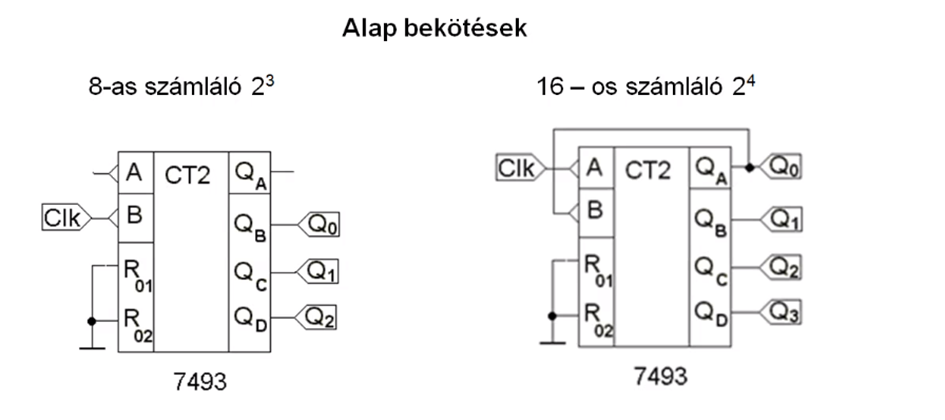 Alap bekötések
8-as számláló 2³
16 – os számláló 2⁴
A CT2 QA
Clk B QB Q0
R01 QC Q1
R02 QD Q2
7493
Clk A CT2 QA Q0
B QB Q1
R01 QC Q2
R02 QD Q3
7493